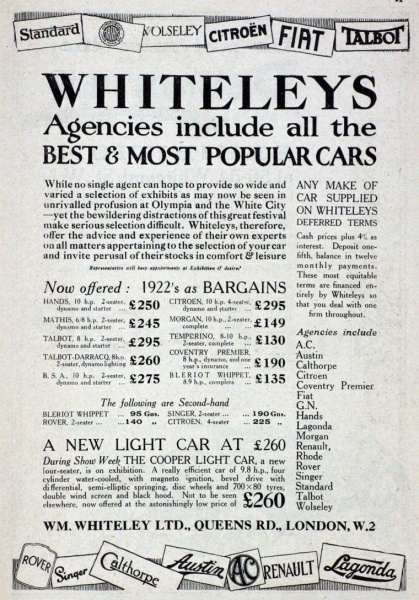 Standard
WOLSELEY
CITROËN
FIAT
TALBOT
WHITELEYS
Agencies include all the
BEST & MOST POPULAR CARS
While no single agent can hope to provide so wide and
varied a selection of exhibits as may now be seen in
unrivalled profusion at Olympia and the White City
—yet the bewildering distractions of this great festival
make serious selection difficult. Whiteleys, therefore,
offer the advice and experience of their own experts
on all matters appertaining to the selection of your car
and invite perusal of their stocks in comfort & leisure
Representatives will keep appointments at Exhibition if desired
Now offered: 1922's as BARGAINS
HANDS, 10 h.p. 2-seater,
dynamo and starter ... £250
MATHIS, 6-8 h.p. 2-seater,
dynamo and starter ... £245
TALBOT, 8 h.p. 2-seater,
dynamo and starter ... £295
TALBOT-DARRACQ, 8h.p.
2-seater, dynamo lighting £260
B.S.A., 10 h.p. 2-seater,
dynamo and starter ... £275
CITROEN, 10 h.p. 4-seater,
dynamo and starter ... £295
MORGAN, 10 h.p., 2-seater,
complete ... £149
TEMPERINO, 8-10 h.p.,
2-seater, complete ... £130
COVENTRY PREMIER,
8 h.p., dynamo, and one
year's insurance ... £190
BLERIOT WHIPPET,
8.9 h.p., complete ... £135
The following are Second-hand
BLERIOT WHIPPET ... 95 Gns.
ROVER, 2-seater ... 140 „
SINGER, 2-seater ... 190 Gns.
CITROEN, 4-seater ... 225 „
A NEW LIGHT CAR AT £260
During Show Week THE COOPER LIGHT CAR, a new
four-seater, is on exhibition. A really efficient car of 9.8 h.p., four
cylinder water-cooled, with magneto ignition, bevel drive with
differential, semi-elliptic springing, disc wheels and 700×80 tyres,
double wind screen and black hood. Not to be seen
elsewhere, now offered at the astonishingly low price of £260
ANY MAKE OF
CAR SUPPLIED
ON WHITELEYS
DEFERRED TERMS
Cash prices plus 4% as
interest. Deposit one-
fifth, balance in twelve
monthly payments.
These most equitable
terms are financed en-
tirely by Whiteleys so
that you deal with one
firm throughout.
Agencies include
A.C.
Austin
Calthorpe
Citroen
Coventry Premier
Fiat
G.N.
Hands
Lagonda
Morgan
Renault,
Rhode
Rover
Singer
Standard
Talbot
Wolseley
WM. WHITELEY LTD., QUEENS RD., LONDON, W.2
ROVER
Singer
Calthorpe
Austin
AC
RENAULT
Lagonda